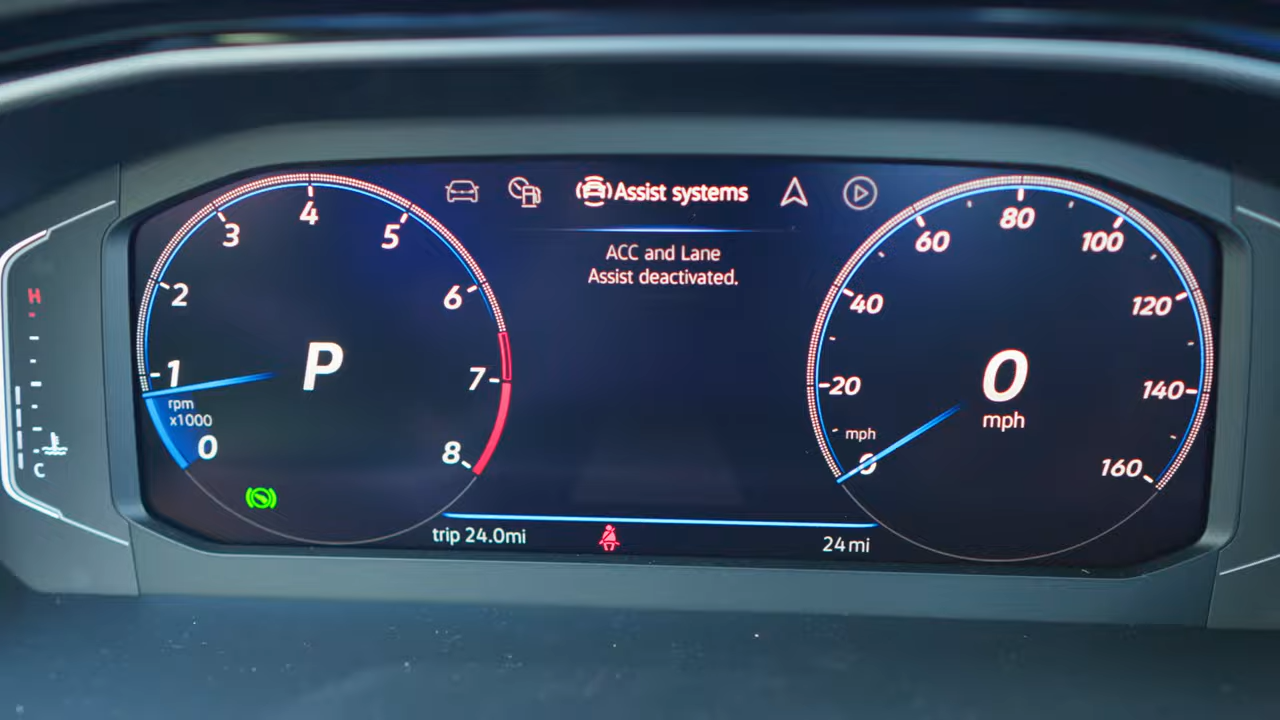 Assist systems
ACC and Lane
Assist deactivated.
H
C
0
1
2
3
4
5
6
7
8
rpm
x1000
P
0
20
40
60
80
100
120
140
160
mph
0
mph
trip 24.0mi
24mi